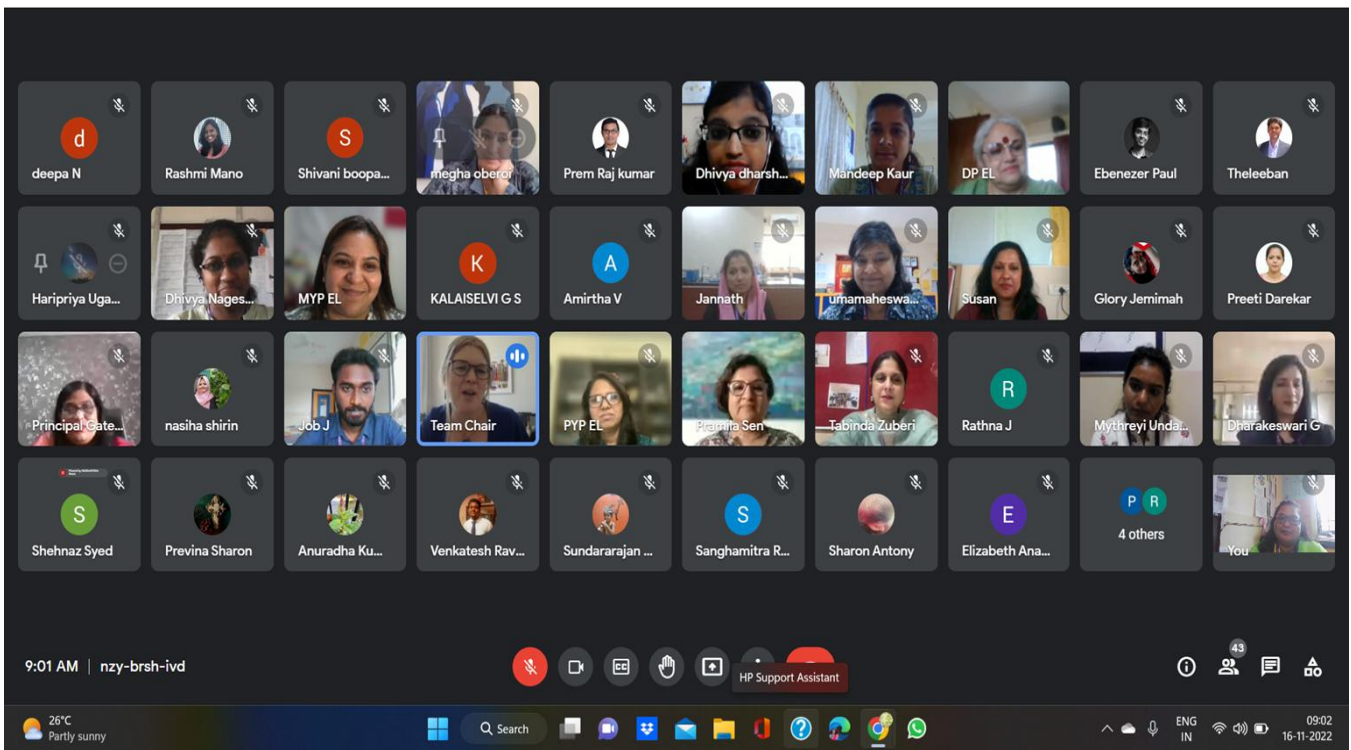 d
deepa N
Rashmi Mano
S
Shivani boopa...
megha oberoi
Prem Raj kumar
Dhivya dharsh...
Mandeep Kaur
DP EL
Ebenezer Paul
Theleeban
Haripriya Uga...
Dhivya Nages...
MYP EL
K
KALAISELVI G S
A
Amirtha V
Jannath
umamaheswa...
Susan
Glory Jemimah
Preeti Darekar
Principal Gate...
nasiha shirin
Job J
Team Chair
PYP EL
Pramila Sen
Tabinda Zuberi
R
Rathna J
Mythreyi Unda...
Dharakeswari G
S
Shehnaz Syed
Previna Sharon
Anuradha Ku...
Venkatesh Rav...
Sundararajan ...
S
Sanghamitra R...
Sharon Antony
E
Elizabeth Ana...
P R
4 others
You
9:01 AM | nzy-brsh-ivd
CC
HP Support Assistant
43
26°C
Partly sunny
Search
ENG
IN
09:02
16-11-2022